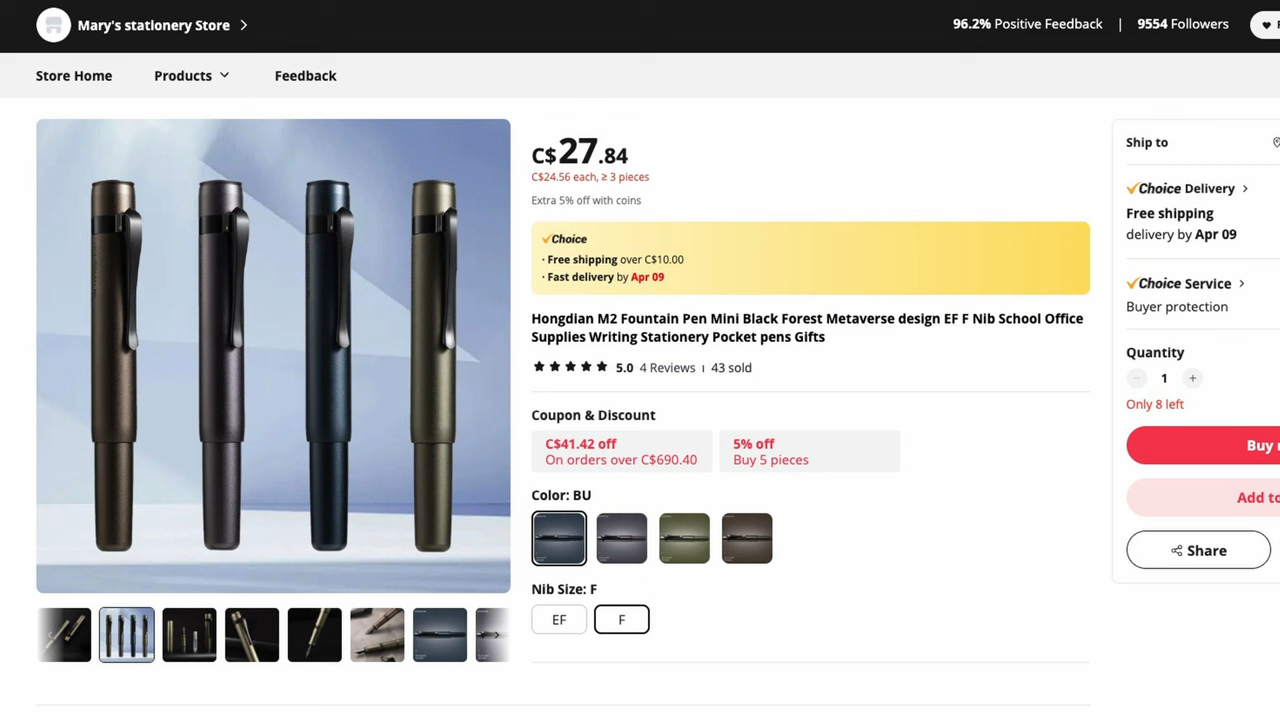 Mary's stationery Store
96.2% Positive Feedback | 9554 Followers
Store Home Products Feedback
C$27.84
C$24.56 each, ≥ 3 pieces
Extra 5% off with coins
Choice
· Free shipping over C$10.00
· Fast delivery by Apr 09
Hongdian M2 Fountain Pen Mini Black Forest Metaverse design EF F Nib School Office
Supplies Writing Stationery Pocket pens Gifts
5.0 4 Reviews | 43 sold
Coupon & Discount
C$41.42 off
On orders over C$690.40
5% off
Buy 5 pieces
Color: BU
Nib Size: F
EF F
Ship to
Choice Delivery
Free shipping
delivery by Apr 09
Choice Service
Buyer protection
Quantity
1
Only 8 left
Buy
Add to
Share